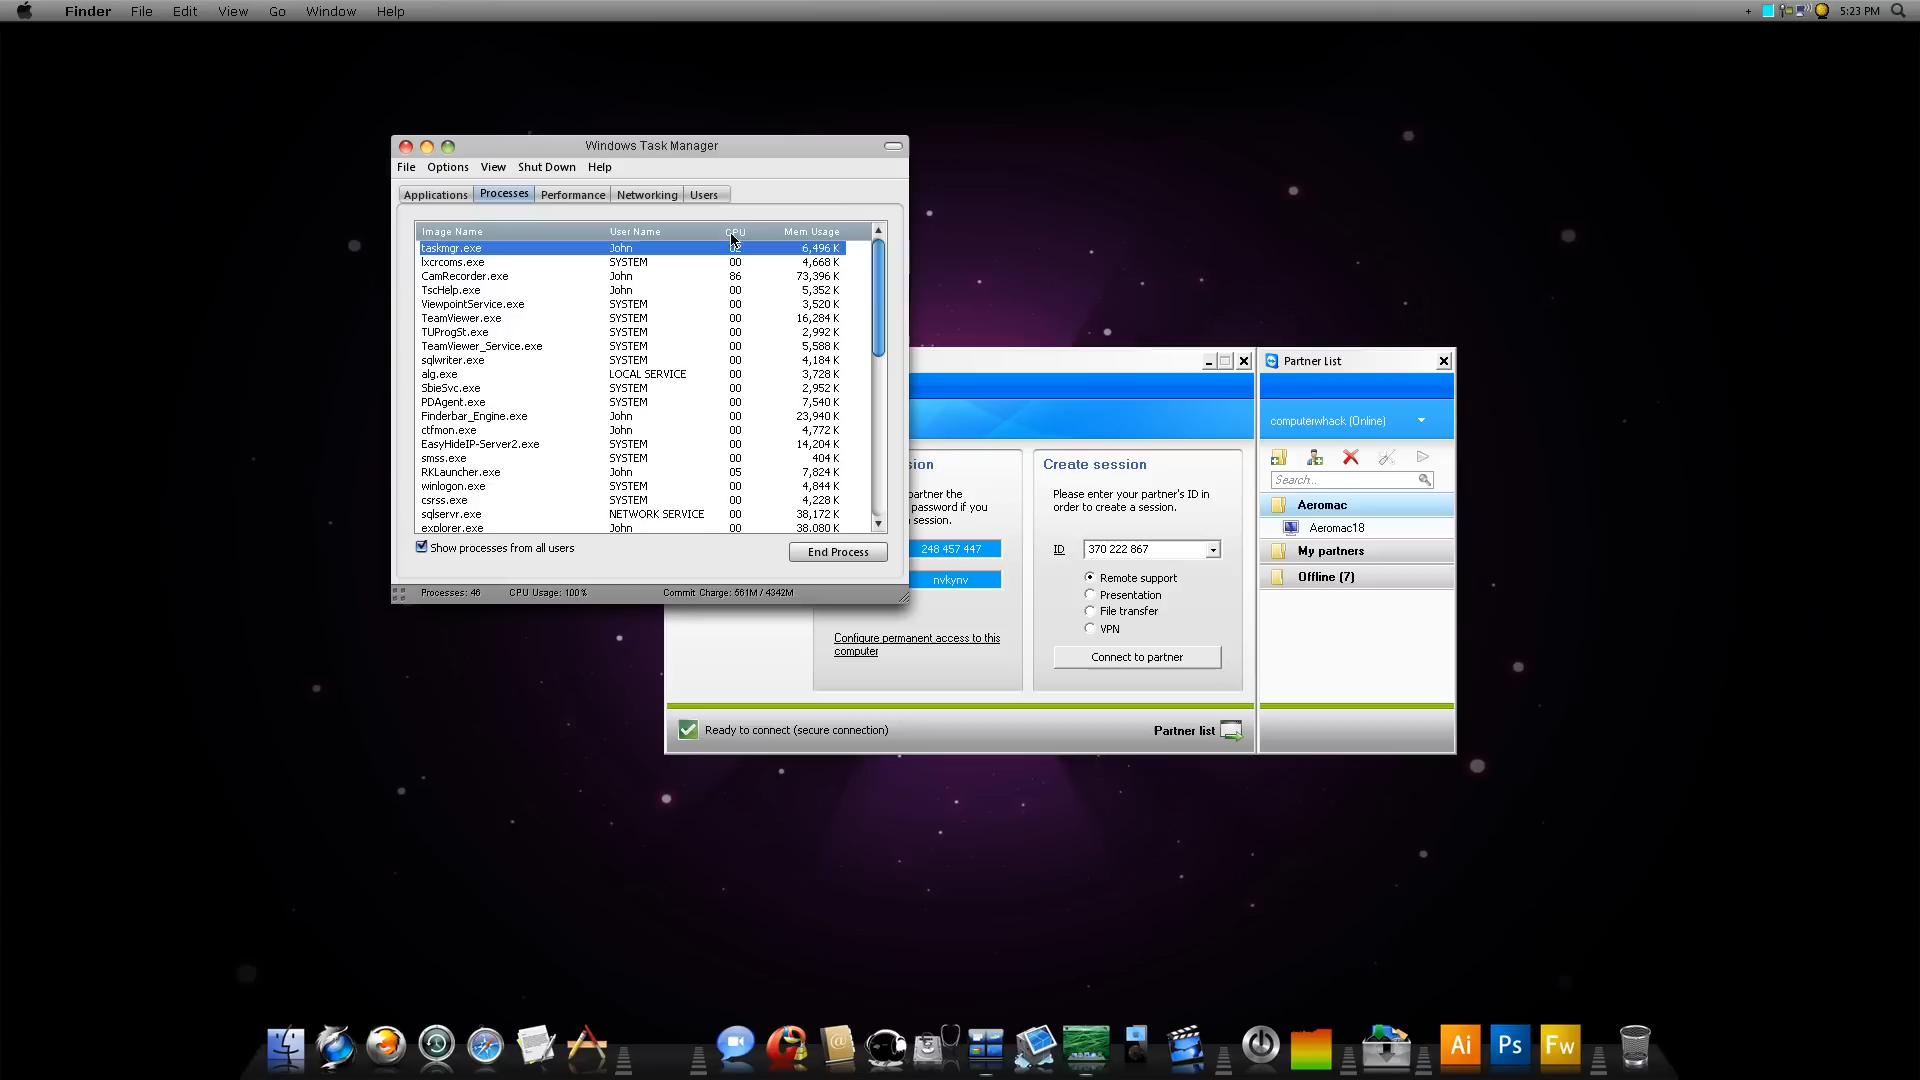 Finder File Edit View Go Window Help
5:23 PM
Windows Task Manager
File Options View Shut Down Help
Applications Processes Performance Networking Users
Image Name User Name CPU Mem Usage
taskmgr.exe John 02 6,496 K
lxcrcoms.exe SYSTEM 00 4,668 K
CamRecorder.exe John 86 73,396 K
TscHelp.exe John 00 5,352 K
ViewpointService.exe SYSTEM 00 3,520 K
TeamViewer.exe SYSTEM 00 16,284 K
TUProgSt.exe SYSTEM 00 2,992 K
TeamViewer_Service.exe SYSTEM 00 5,588 K
sqlwriter.exe SYSTEM 00 4,184 K
alg.exe LOCAL SERVICE 00 3,728 K
SbieSvc.exe SYSTEM 00 2,952 K
PDAgent.exe SYSTEM 00 7,540 K
Finderbar_Engine.exe John 00 23,940 K
ctfmon.exe John 00 4,772 K
EasyHideIP-Server2.exe SYSTEM 00 14,204 K
smss.exe SYSTEM 00 404 K
RKLauncher.exe John 05 7,824 K
winlogon.exe SYSTEM 00 4,844 K
csrss.exe SYSTEM 00 4,228 K
sqlservr.exe NETWORK SERVICE 00 38,172 K
explorer.exe John 00 38,080 K
Show processes from all users
End Process
Processes: 46 CPU Usage: 100% Commit Charge: 561M / 4342M
sion
partner the
password if you
session.
248 457 447
nvkynv
Configure permanent access to this
computer
Create session
Please enter your partner's ID in
order to create a session.
ID 370 222 867
Remote support
Presentation
File transfer
VPN
Connect to partner
Ready to connect (secure connection)
Partner list
Partner List
computerwhack (Online)
Search...
Aeromac
Aeromac18
My partners
Offline (7)
Ai
Ps
Fw